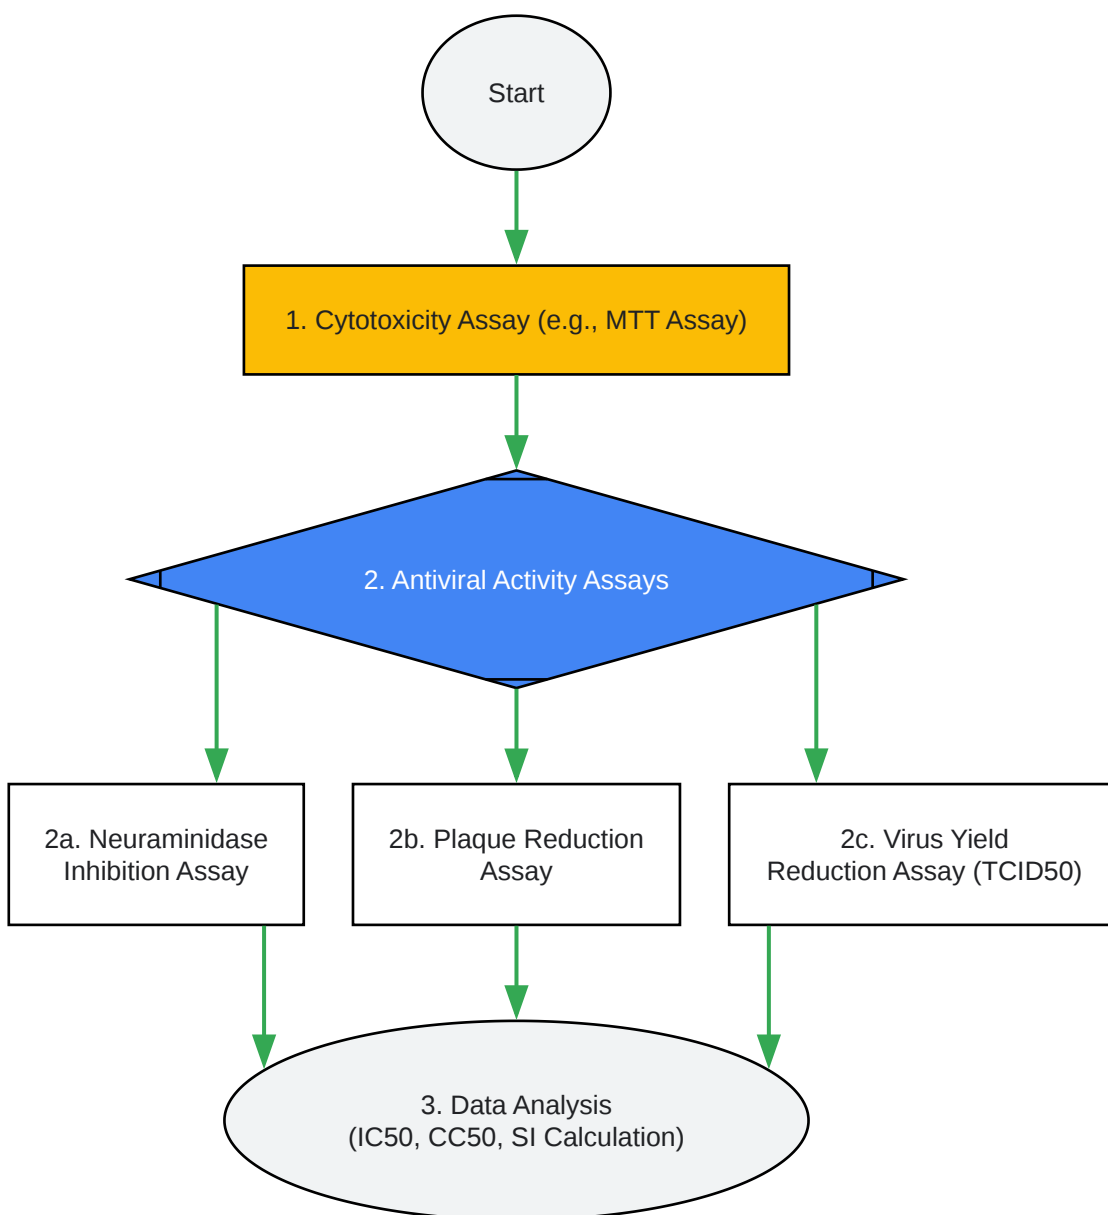 Start
1. Cytotoxicity Assay (e.g., MTT Assay)
2. Antiviral Activity Assays
2a. Neuraminidase
Inhibition Assay
2b. Plaque Reduction
Assay
2c. Virus Yield
Reduction Assay (TCID50)
3. Data Analysis
(IC50, CC50, SI Calculation)